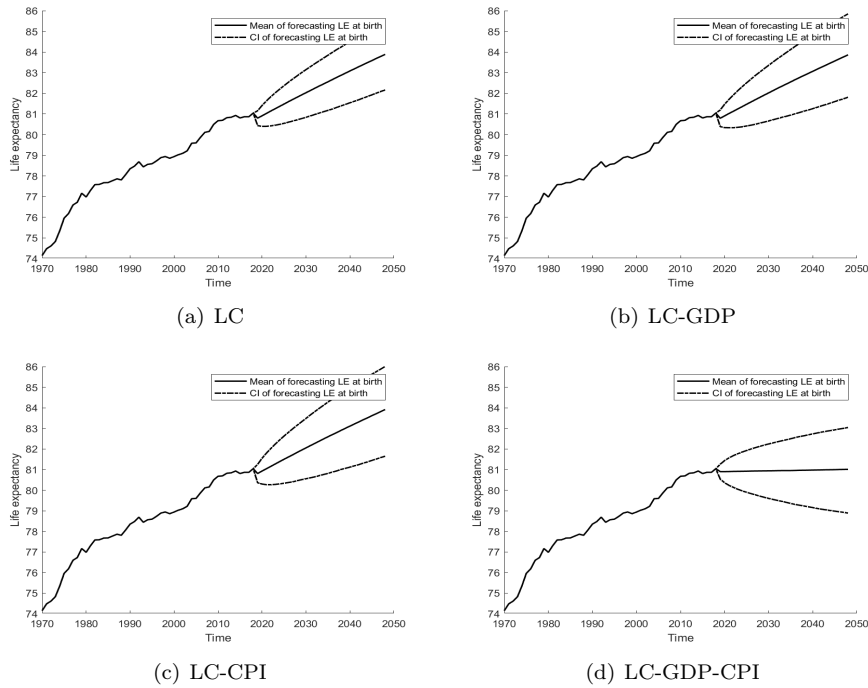 86
85
84
83
82
81
80
79
78
77
76
75
74
Life expectancy
Mean of forecasting LE at birth
CI of forecasting LE at birth
1970 1980 1990 2000 2010 2020 2030 2040 2050
Time
(a) LC
86
85
84
83
82
81
80
79
78
77
76
75
74
Life expectancy
Mean of forecasting LE at birth
CI of forecasting LE at birth
1970 1980 1990 2000 2010 2020 2030 2040 2050
Time
(b) LC-GDP
86
85
84
83
82
81
80
79
78
77
76
75
74
Life expectancy
Mean of forecasting LE at birth
CI of forecasting LE at birth
1970 1980 1990 2000 2010 2020 2030 2040 2050
Time
(c) LC-CPI
86
85
84
83
82
81
80
79
78
77
76
75
74
Life expectancy
Mean of forecasting LE at birth
CI of forecasting LE at birth
1970 1980 1990 2000 2010 2020 2030 2040 2050
Time
(d) LC-GDP-CPI